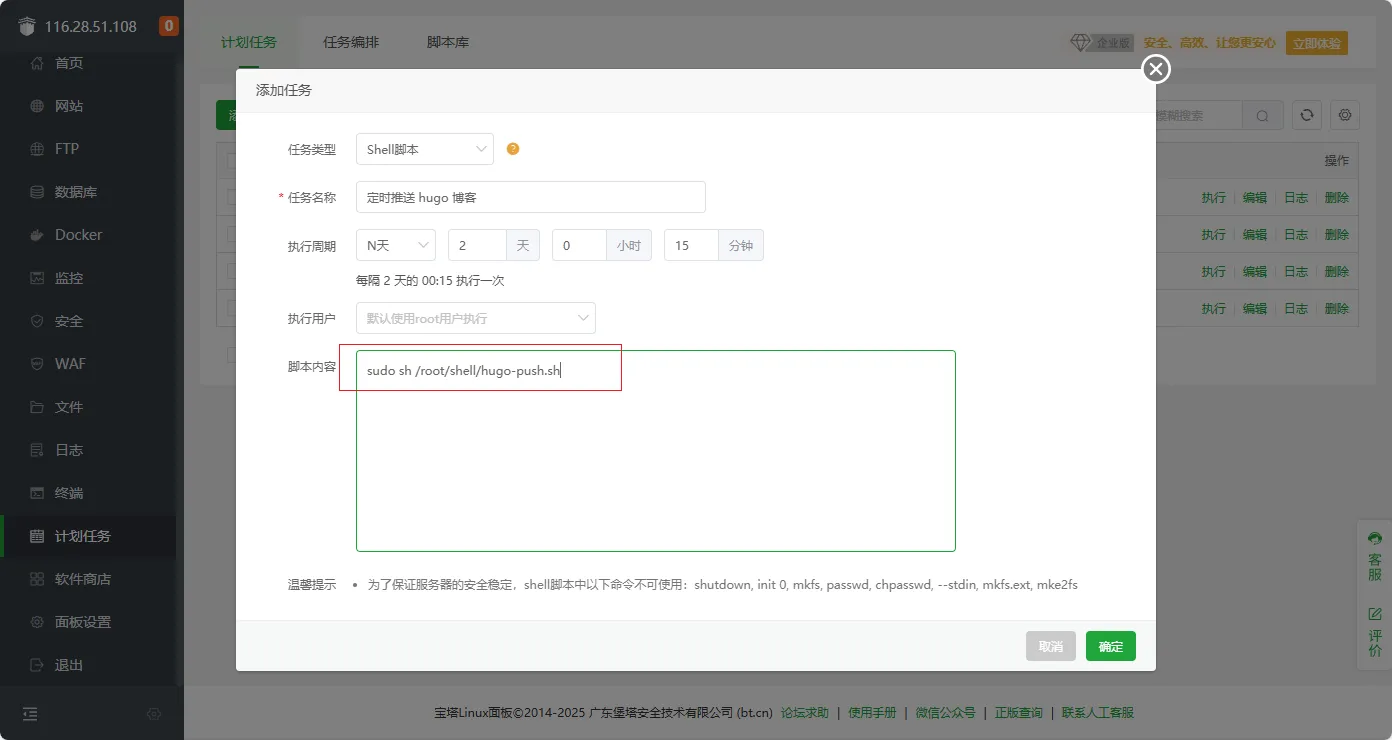 116.28.51.108 0
首页
网站
FTP
数据库
Docker
监控
安全
WAF
文件
日志
终端
计划任务
软件商店
面板设置
退出
计划任务 任务编排 脚本库
企业版 安全、高效、让您更安心 立即体验
模糊搜索
操作
执行 | 编辑 | 日志 | 删除
执行 | 编辑 | 日志 | 删除
执行 | 编辑 | 日志 | 删除
执行 | 编辑 | 日志 | 删除
添加任务
任务类型 Shell脚本 ?
* 任务名称 定时推送 hugo 博客
执行周期 N天 2 天 0 小时 15 分钟
每隔 2 天的 00:15 执行一次
执行用户 默认使用root用户执行
脚本内容 sudo sh /root/shell/hugo-push.sh
温馨提示 • 为了保证服务器的安全稳定，shell脚本中以下命令不可使用：shutdown, init 0, mkfs, passwd, chpasswd, --stdin, mkfs.ext, mke2fs
取消 确定
客服
评价
宝塔Linux面板©2014-2025 广东堡塔安全技术有限公司 (bt.cn) 论坛求助 | 使用手册 | 微信公众号 | 正版查询 | 联系人工客服